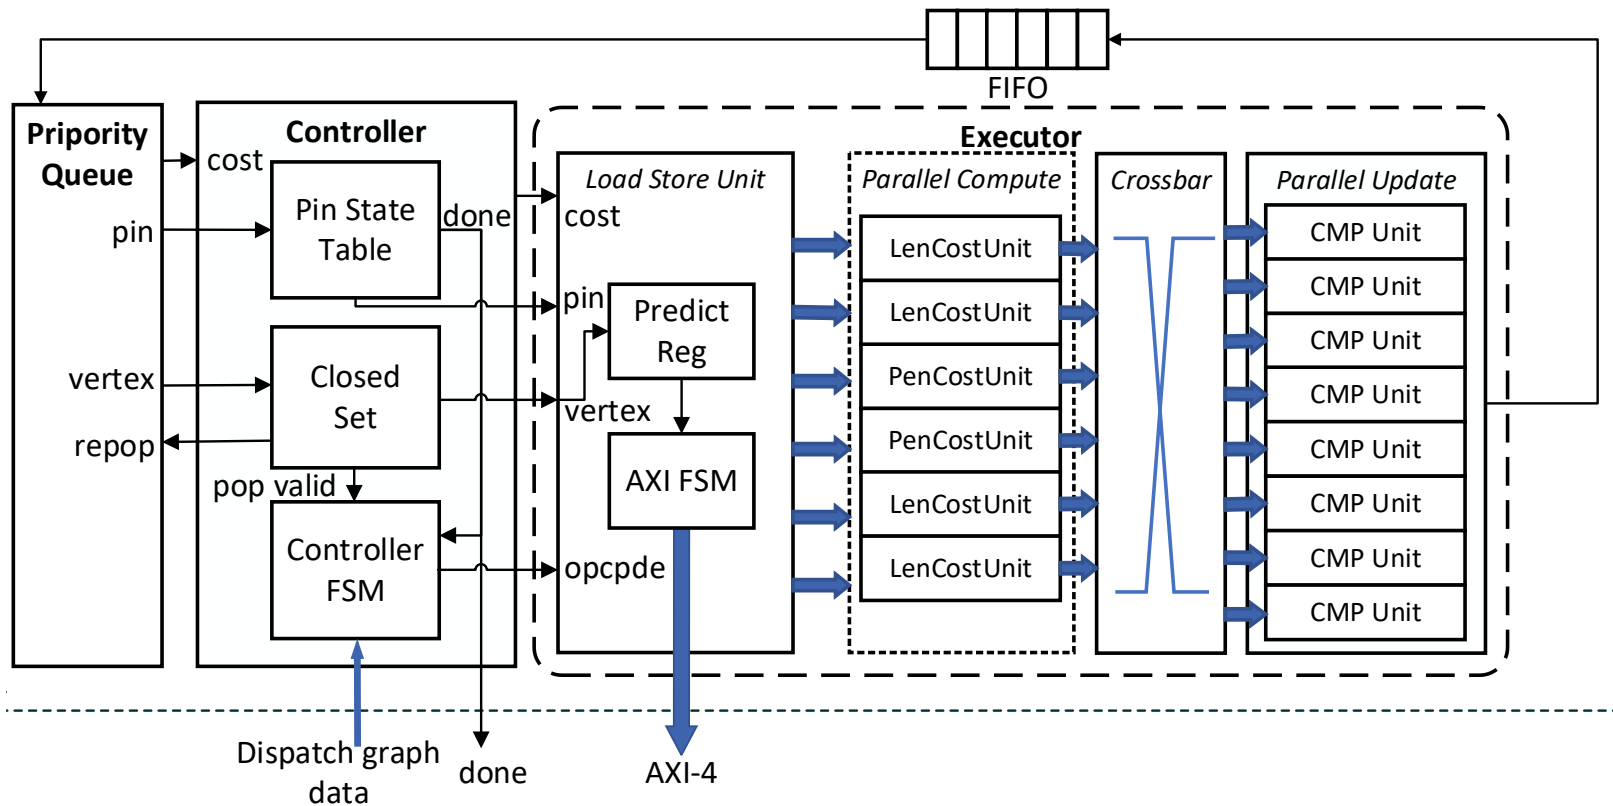 FIFO
Pripority
Queue
pin
vertex
repop
Controller
cost
Pin State
Table
done
Closed
Set
pop valid
Controller
FSM
Executor
Load Store Unit
cost
pin
Predict
Reg
vertex
AXI FSM
opcpde
Parallel Compute
LenCostUnit
LenCostUnit
PenCostUnit
PenCostUnit
LenCostUnit
LenCostUnit
Crossbar
Parallel Update
CMP Unit
CMP Unit
CMP Unit
CMP Unit
CMP Unit
CMP Unit
CMP Unit
CMP Unit
Dispatch graph
data
done
AXI-4